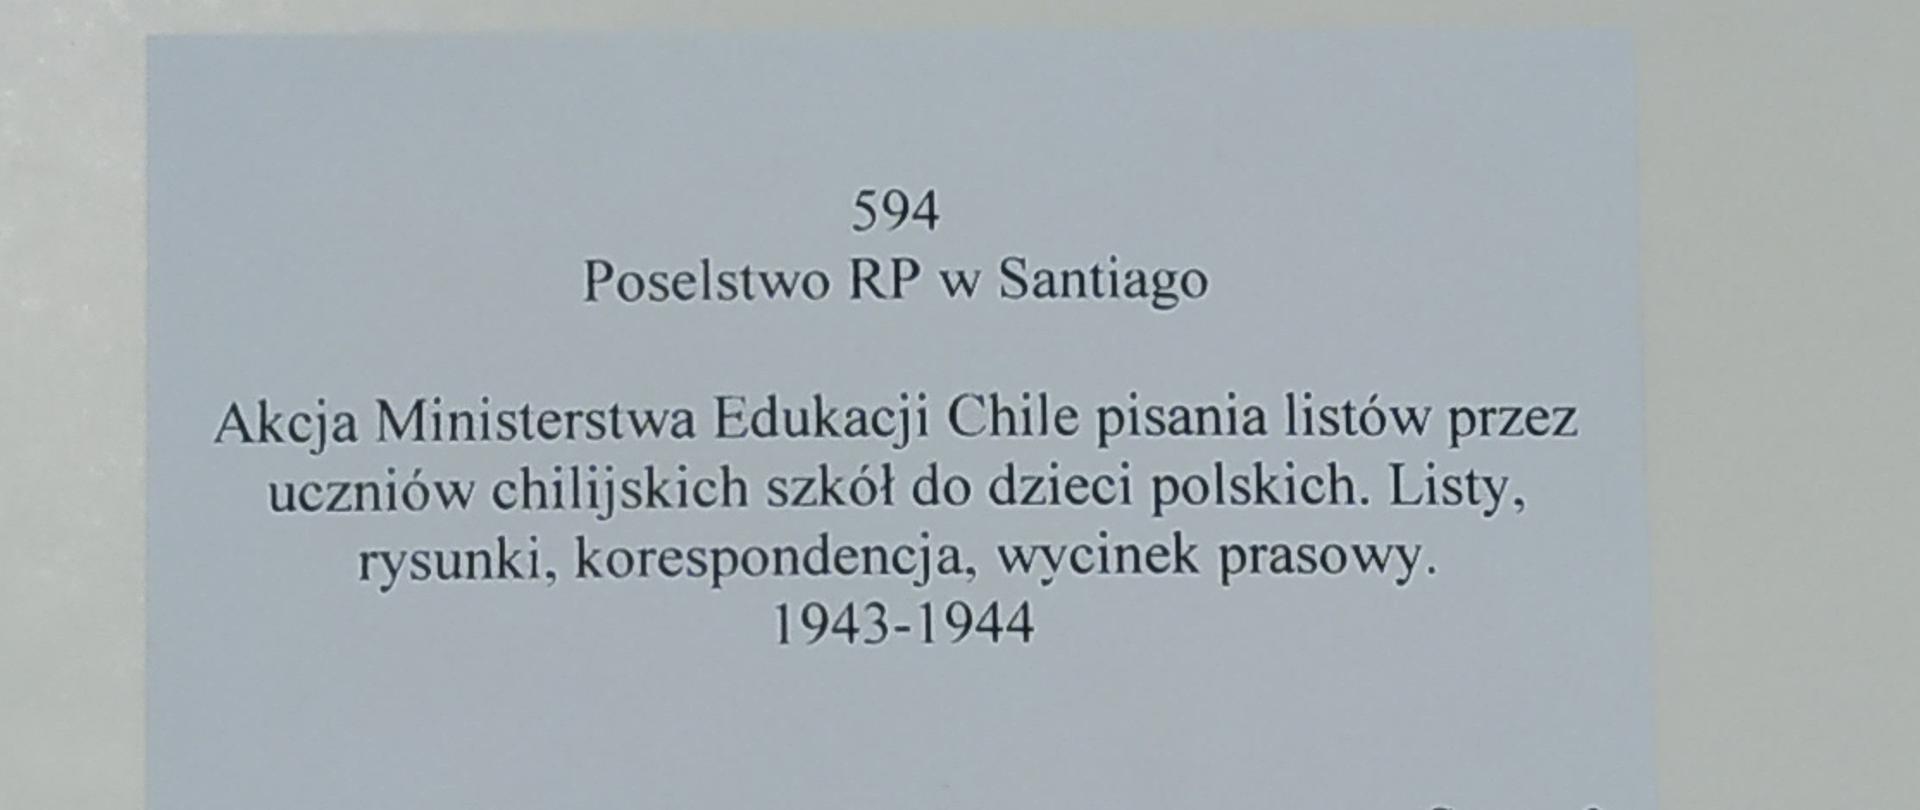 594
Poselstwo RP w Santiago
Akcja Ministerstwa Edukacji Chile pisania listów przez
uczniów chilijskich szkół do dzieci polskich. Listy,
rysunki, korespondencja, wycinek prasowy.
1943-1944